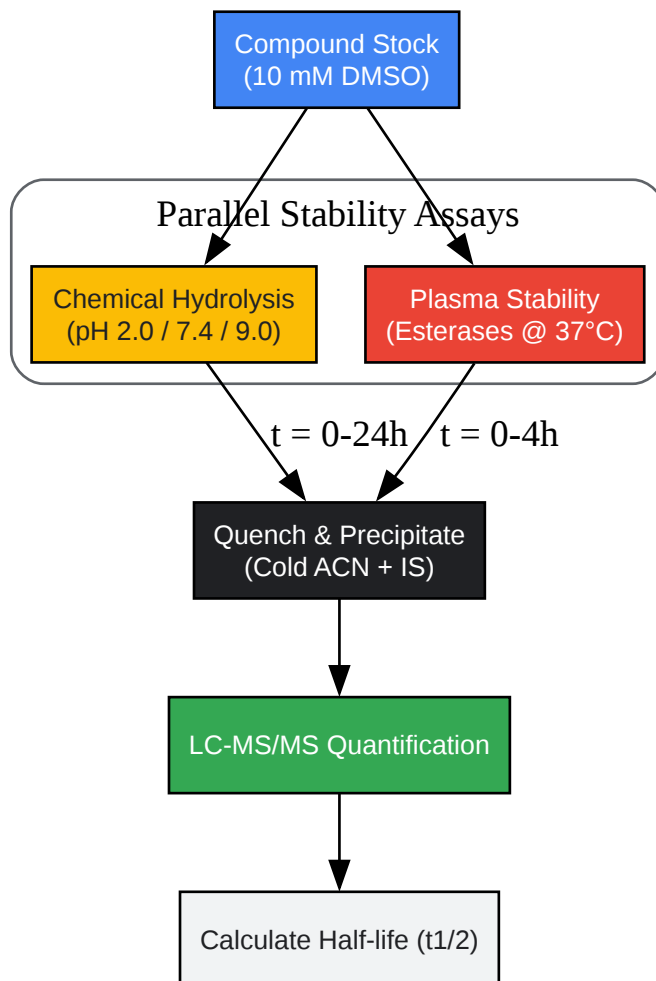 Compound Stock
(10 mM DMSO)
Parallel Stability Assays
Chemical Hydrolysis
(pH 2.0 / 7.4 / 9.0)
Plasma Stability
(Esterases @ 37°C)
t = 0-24h
t = 0-4h
Quench & Precipitate
(Cold ACN + IS)
LC-MS/MS Quantification
Calculate Half-life (t1/2)